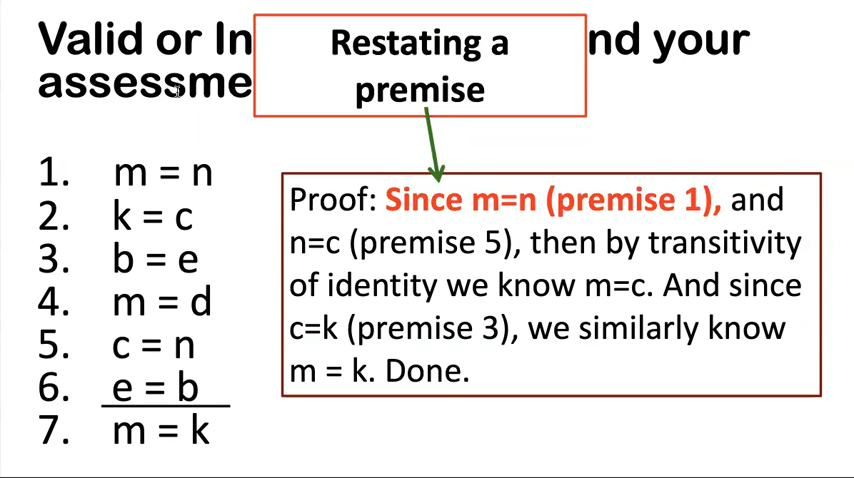 Valid or In
nd your
assessme
Restating a
premise
1. m = n
2. k = c
3. b = e
4. m = d
5. c = n
6. e = b
7. m = k
Proof: Since m=n (premise 1), and
n=c (premise 5), then by transitivity
of identity we know m=c. And since
c=k (premise 3), we similarly know
m = k. Done.